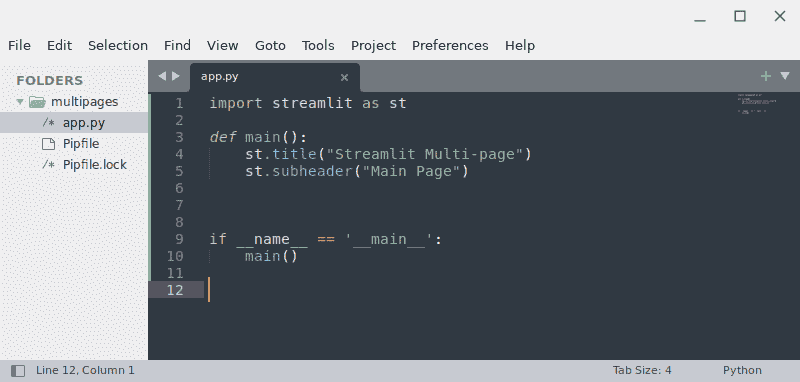 File Edit Selection Find View Goto Tools Project Preferences Help
FOLDERS
multipages
/* app.py
Pipfile
/* Pipfile.lock
app.py ×
1 import streamlit as st
2
3 def main():
4     st.title("Streamlit Multi-page")
5     st.subheader("Main Page")
6
7
8
9 if __name__ == '__main__':
10     main()
11
12
Line 12, Column 1 Tab Size: 4 Python